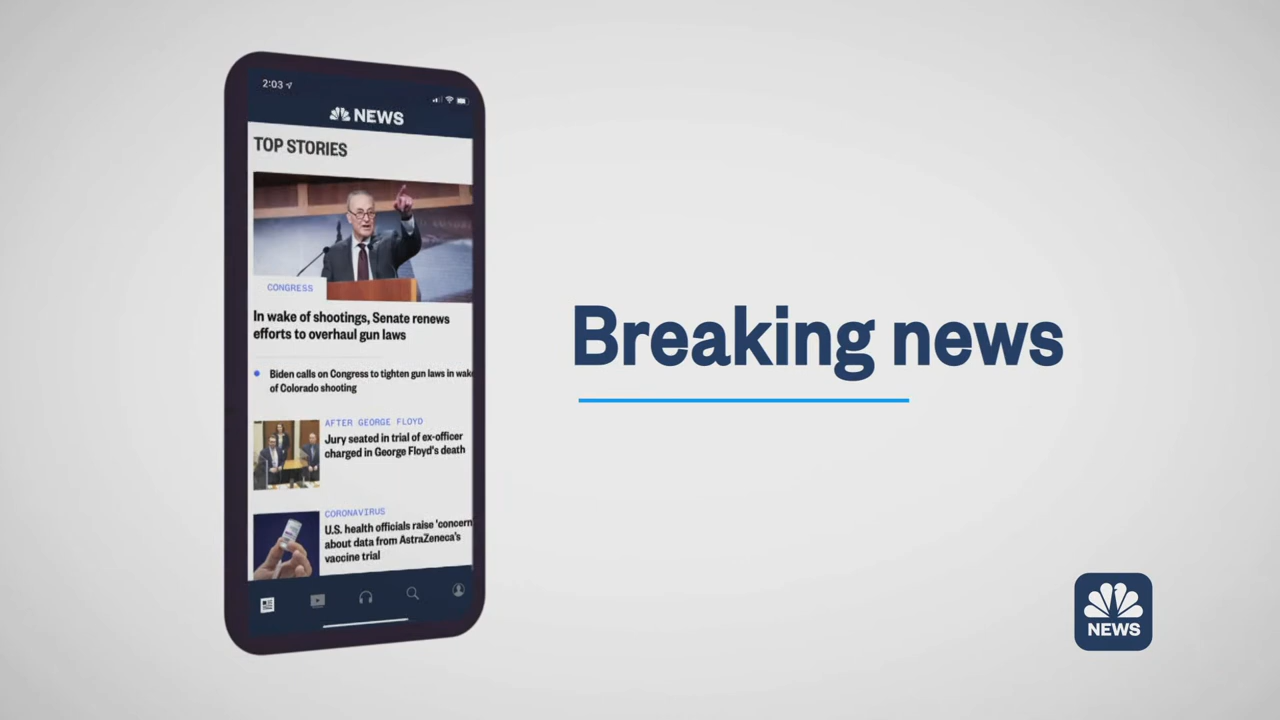 2:03
NEWS
TOP STORIES
CONGRESS
In wake of shootings, Senate renews
efforts to overhaul gun laws
Biden calls on Congress to tighten gun laws in wake
of Colorado shooting
AFTER GEORGE FLOYD
Jury seated in trial of ex-officer
charged in George Floyd's death
CORONAVIRUS
U.S. health officials raise 'concern
about data from AstraZeneca's
vaccine trial
Breaking news
NEWS